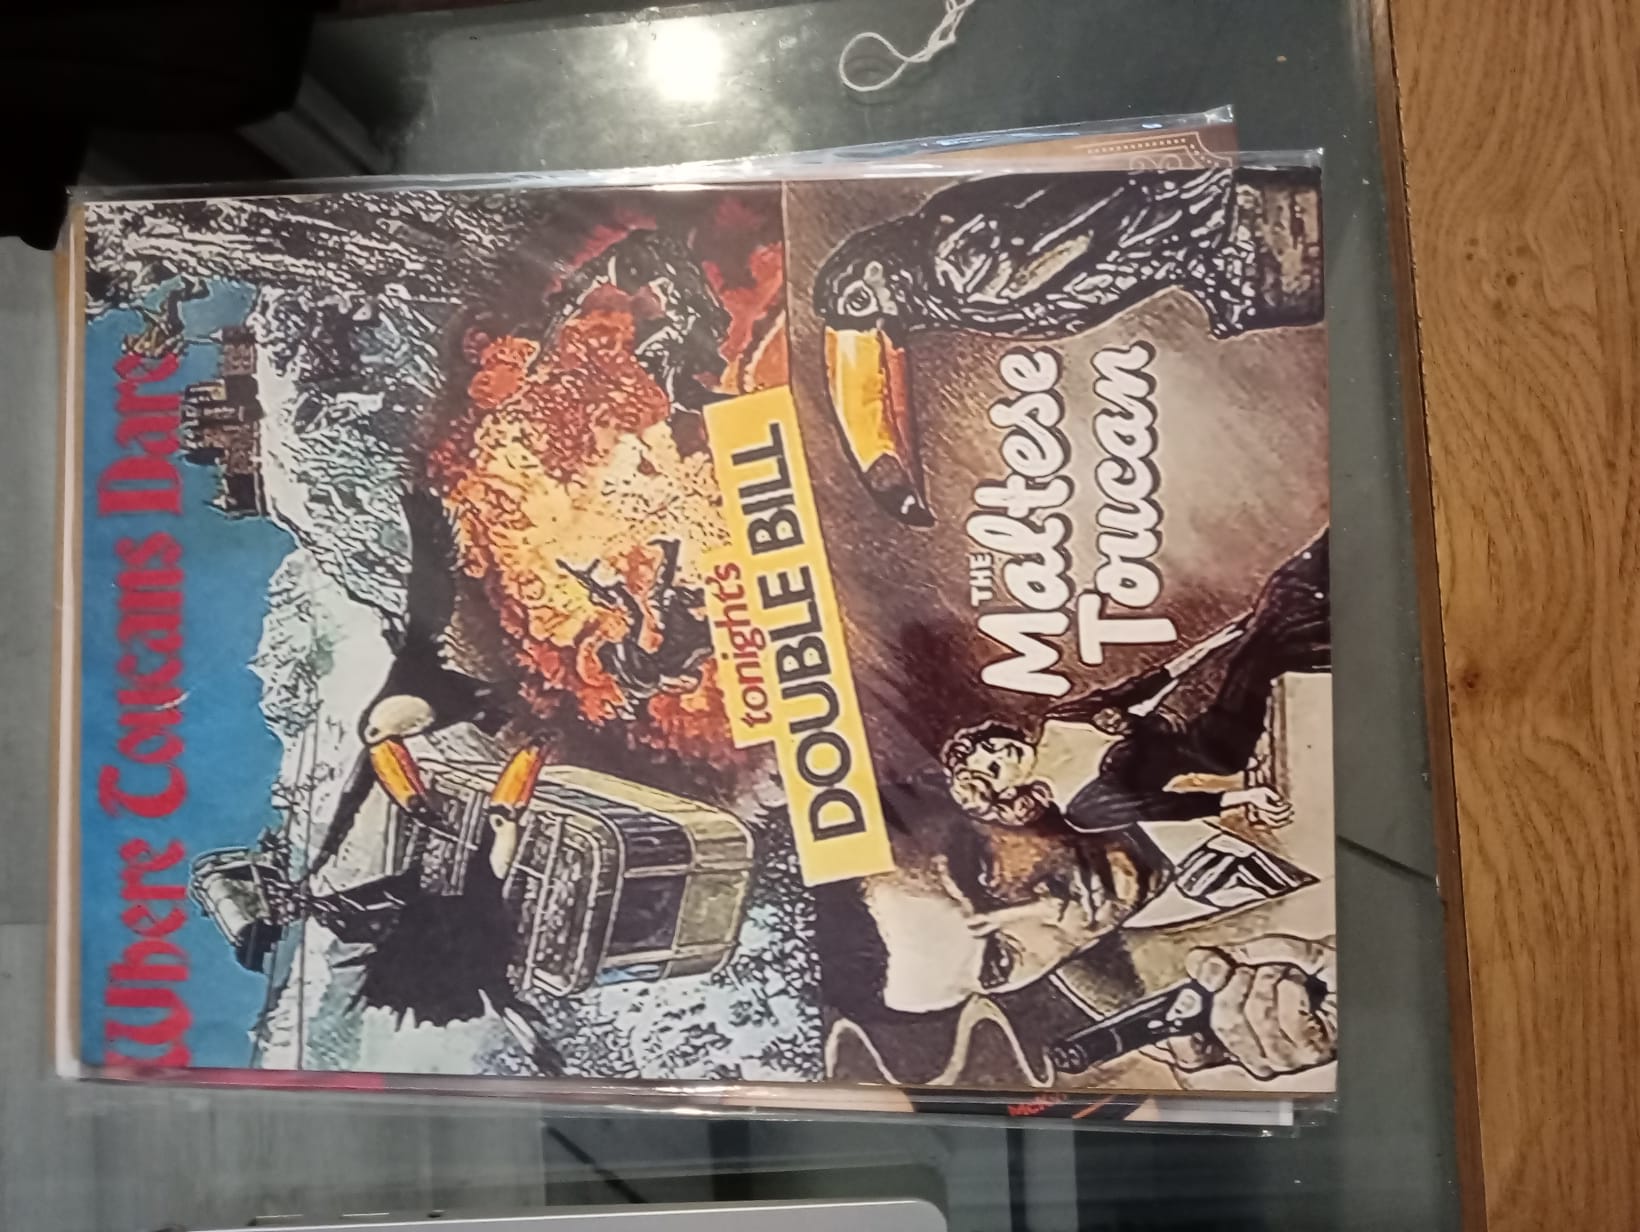 Where Toucans Dare
tonight's
DOUBLE BILL
THE
Maltese
Toucan